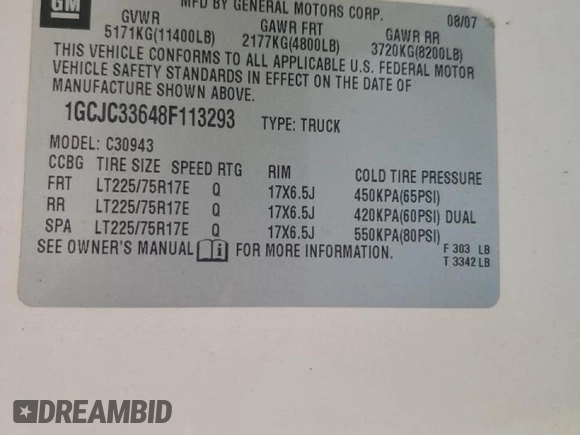 GM
MFD BY GENERAL MOTORS CORP. 08/07
GVWR GAWR FRT GAWR RR
5171KG(11400LB) 2177KG(4800LB) 3720KG(8200LB)
THIS VEHICLE CONFORMS TO ALL APPLICABLE U.S. FEDERAL MOTOR
VEHICLE SAFETY STANDARDS IN EFFECT ON THE DATE OF
MANUFACTURE SHOWN ABOVE.
1GCJC33648F113293 TYPE: TRUCK
MODEL: C30943
CCBG TIRE SIZE SPEED RTG RIM COLD TIRE PRESSURE
FRT LT225/75R17E Q 17X6.5J 450KPA(65PSI)
RR LT225/75R17E Q 17X6.5J 420KPA(60PSI) DUAL
SPA LT225/75R17E Q 17X6.5J 550KPA(80PSI)
SEE OWNER'S MANUAL FOR MORE INFORMATION. F 303 LB
T 3342 LB
DREAMBID